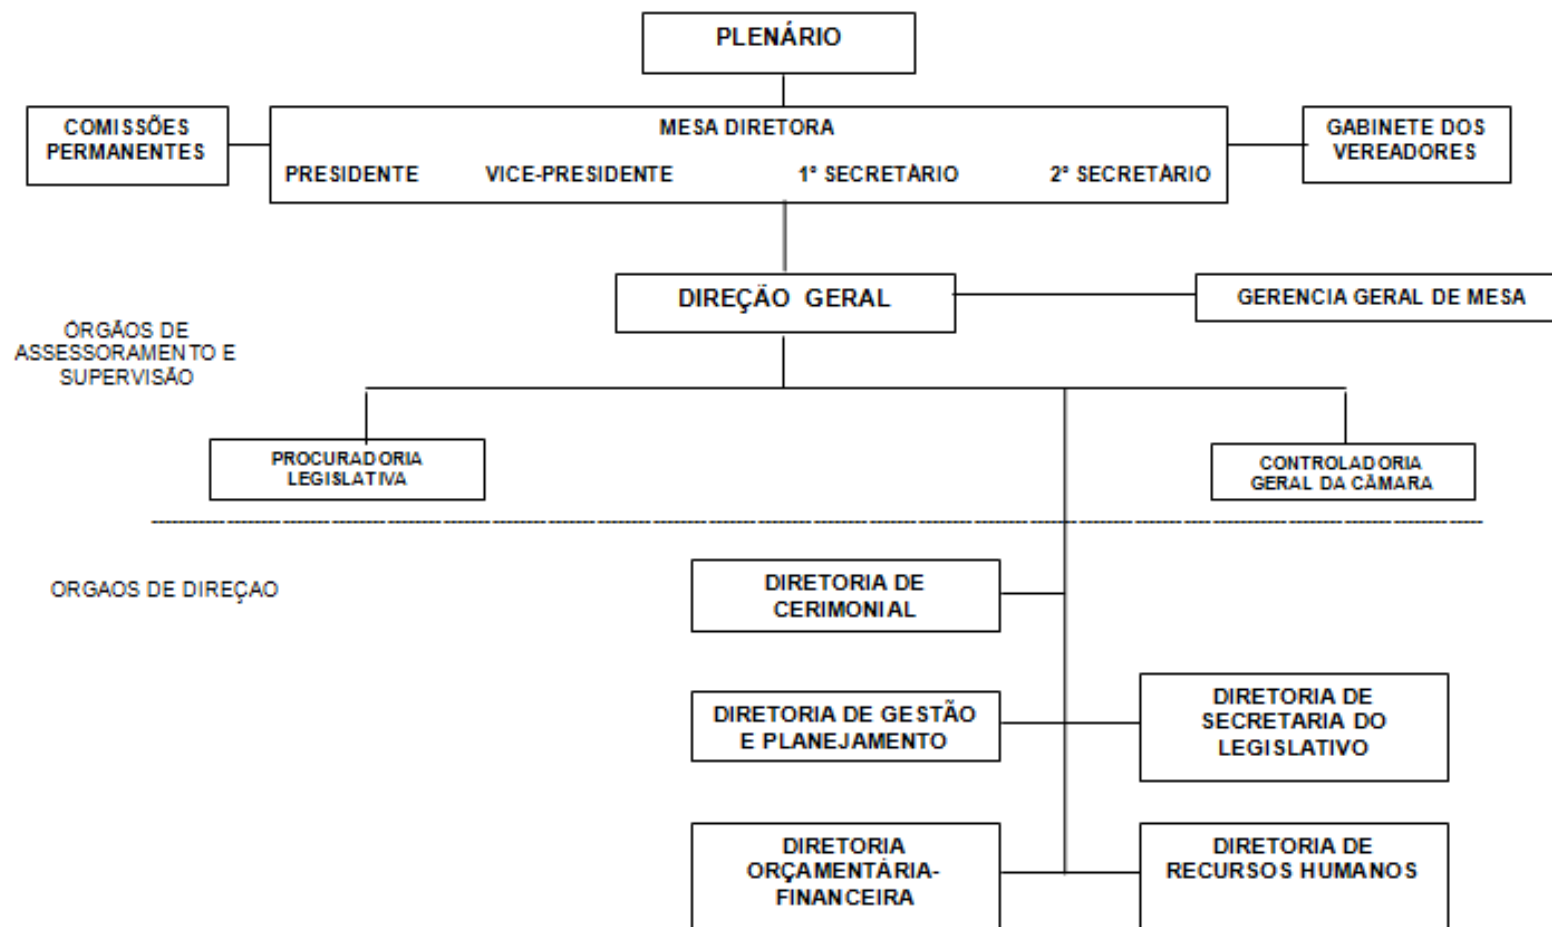 PLENÁRIO
COMISSÕES
PERMANENTES
MESA DIRETORA
PRESIDENTE VICE-PRESIDENTE 1º SECRETÁRIO 2º SECRETÁRIO
GABINETE DOS
VEREADORES
DIREÇÃO GERAL
GERENCIA GERAL DE MESA
ÓRGÃOS DE
ASSESSORAMENTO E
SUPERVISÃO
PROCURADORIA
LEGISLATIVA
CONTROLADORIA
GERAL DA CÂMARA
ORGAOS DE DIREÇAO
DIRETORIA DE
CERIMONIAL
DIRETORIA DE GESTÃO
E PLANEJAMENTO
DIRETORIA DE
SECRETARIA DO
LEGISLATIVO
DIRETORIA
ORÇAMENTÁRIA-
FINANCEIRA
DIRETORIA DE
RECURSOS HUMANOS